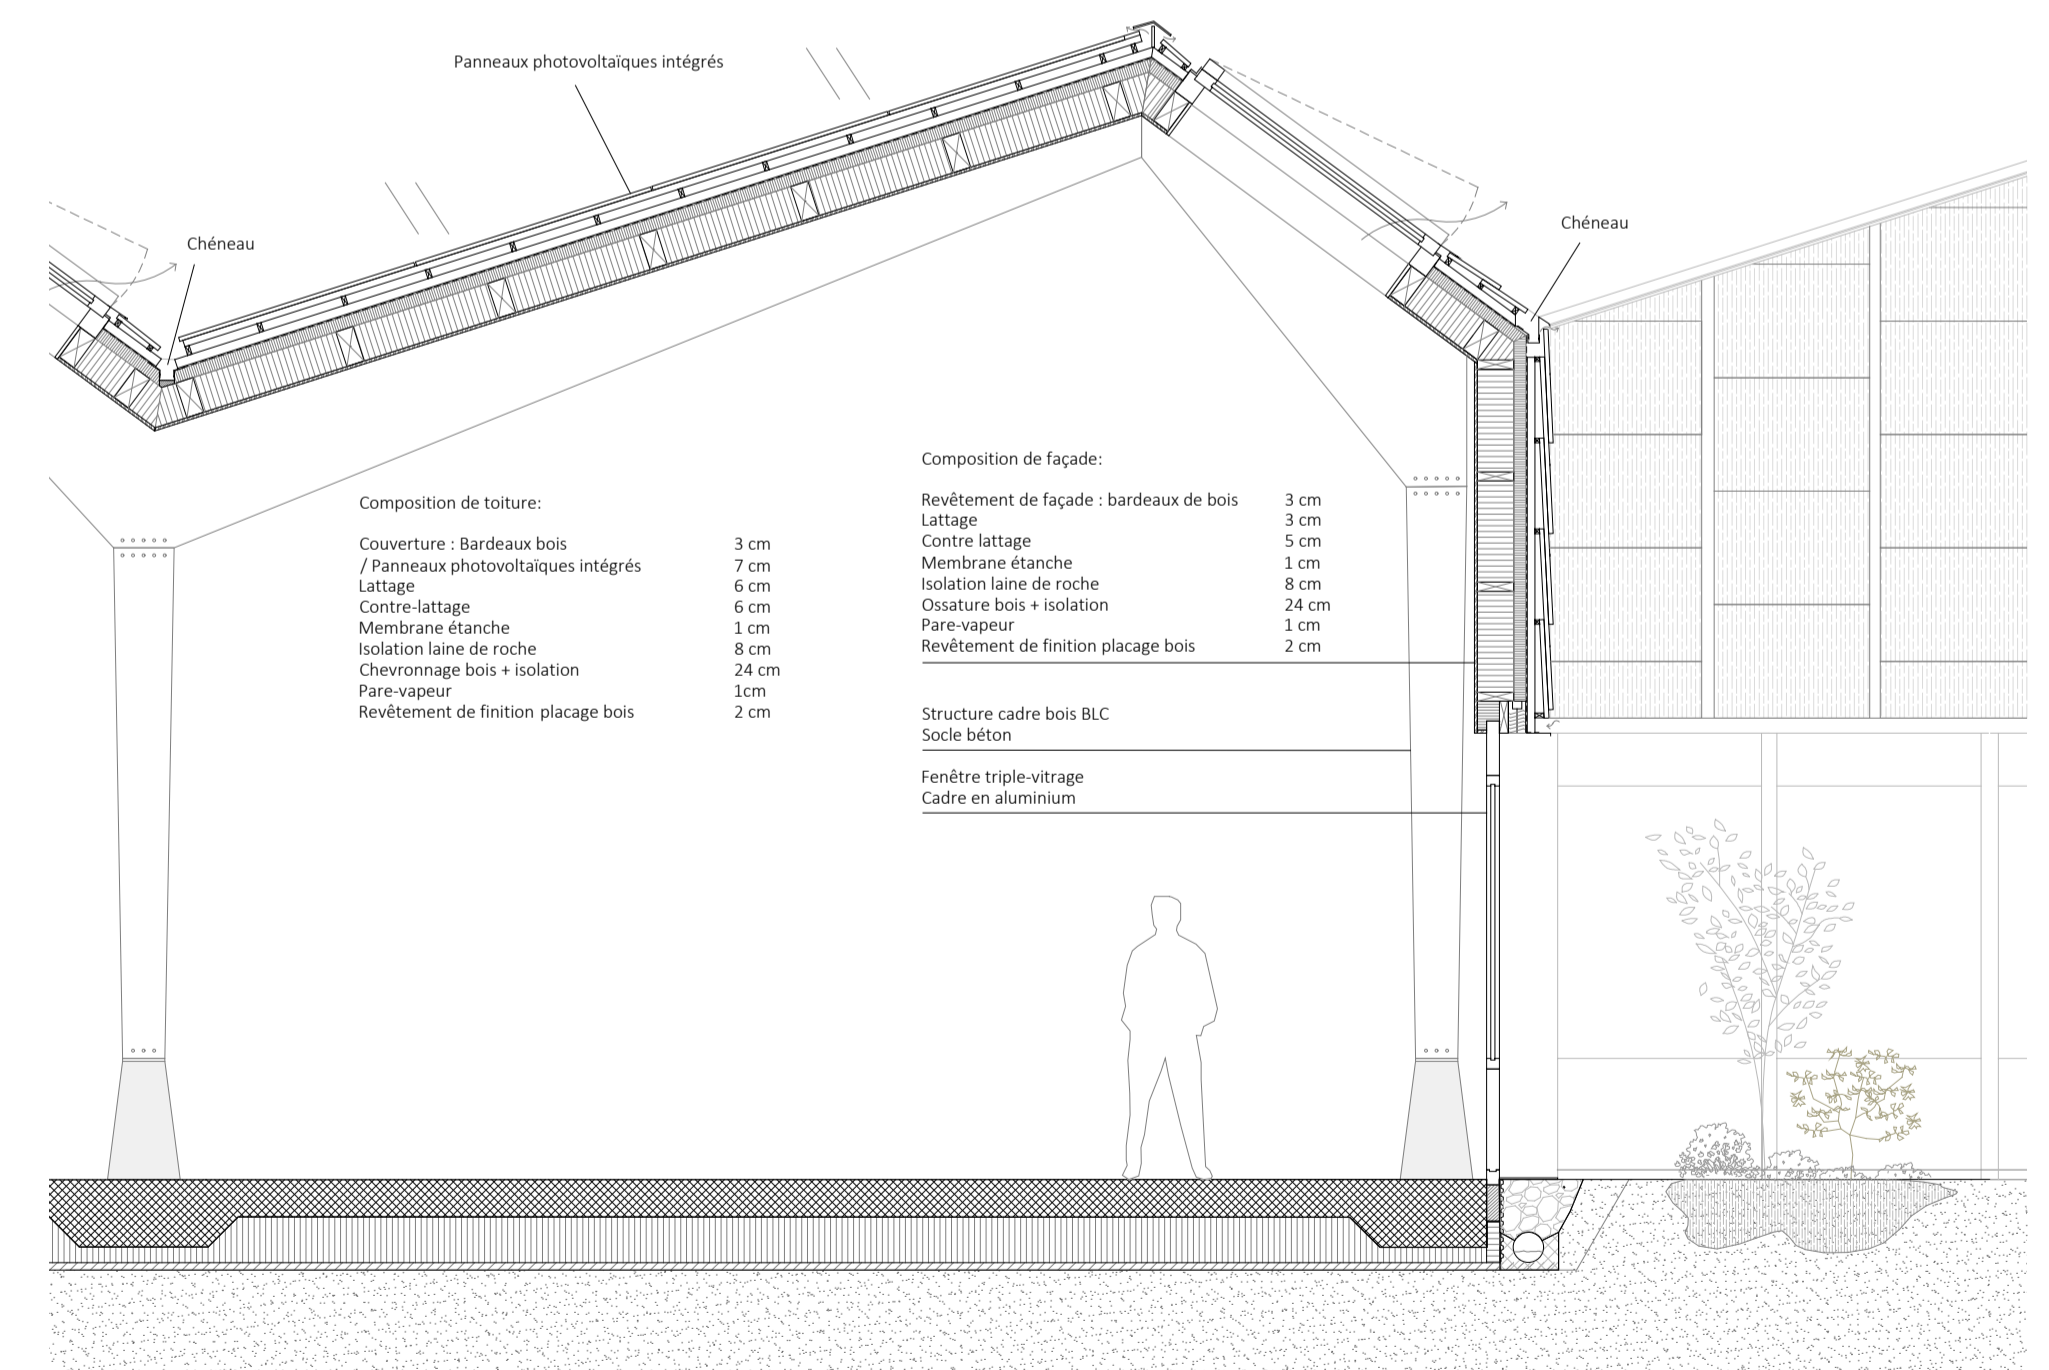 Panneaux photovoltaïques intégrés
Chéneau
Chéneau
Composition de toiture:
Couverture : Bardeaux bois 3 cm
/ Panneaux photovoltaïques intégrés 7 cm
Lattage 6 cm
Contre-lattage 6 cm
Membrane étanche 1 cm
Isolation laine de roche 8 cm
Chevronnage bois + isolation 24 cm
Pare-vapeur 1cm
Revêtement de finition placage bois 2 cm
Composition de façade:
Revêtement de façade : bardeaux de bois 3 cm
Lattage 3 cm
Contre lattage 5 cm
Membrane étanche 1 cm
Isolation laine de roche 8 cm
Ossature bois + isolation 24 cm
Pare-vapeur 1 cm
Revêtement de finition placage bois 2 cm
Structure cadre bois BLC
Socle béton
Fenêtre triple-vitrage
Cadre en aluminium